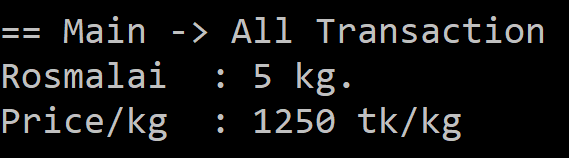 == Main -> All Transaction
Rosmalai  : 5 kg.
Price/kg  : 1250 tk/kg